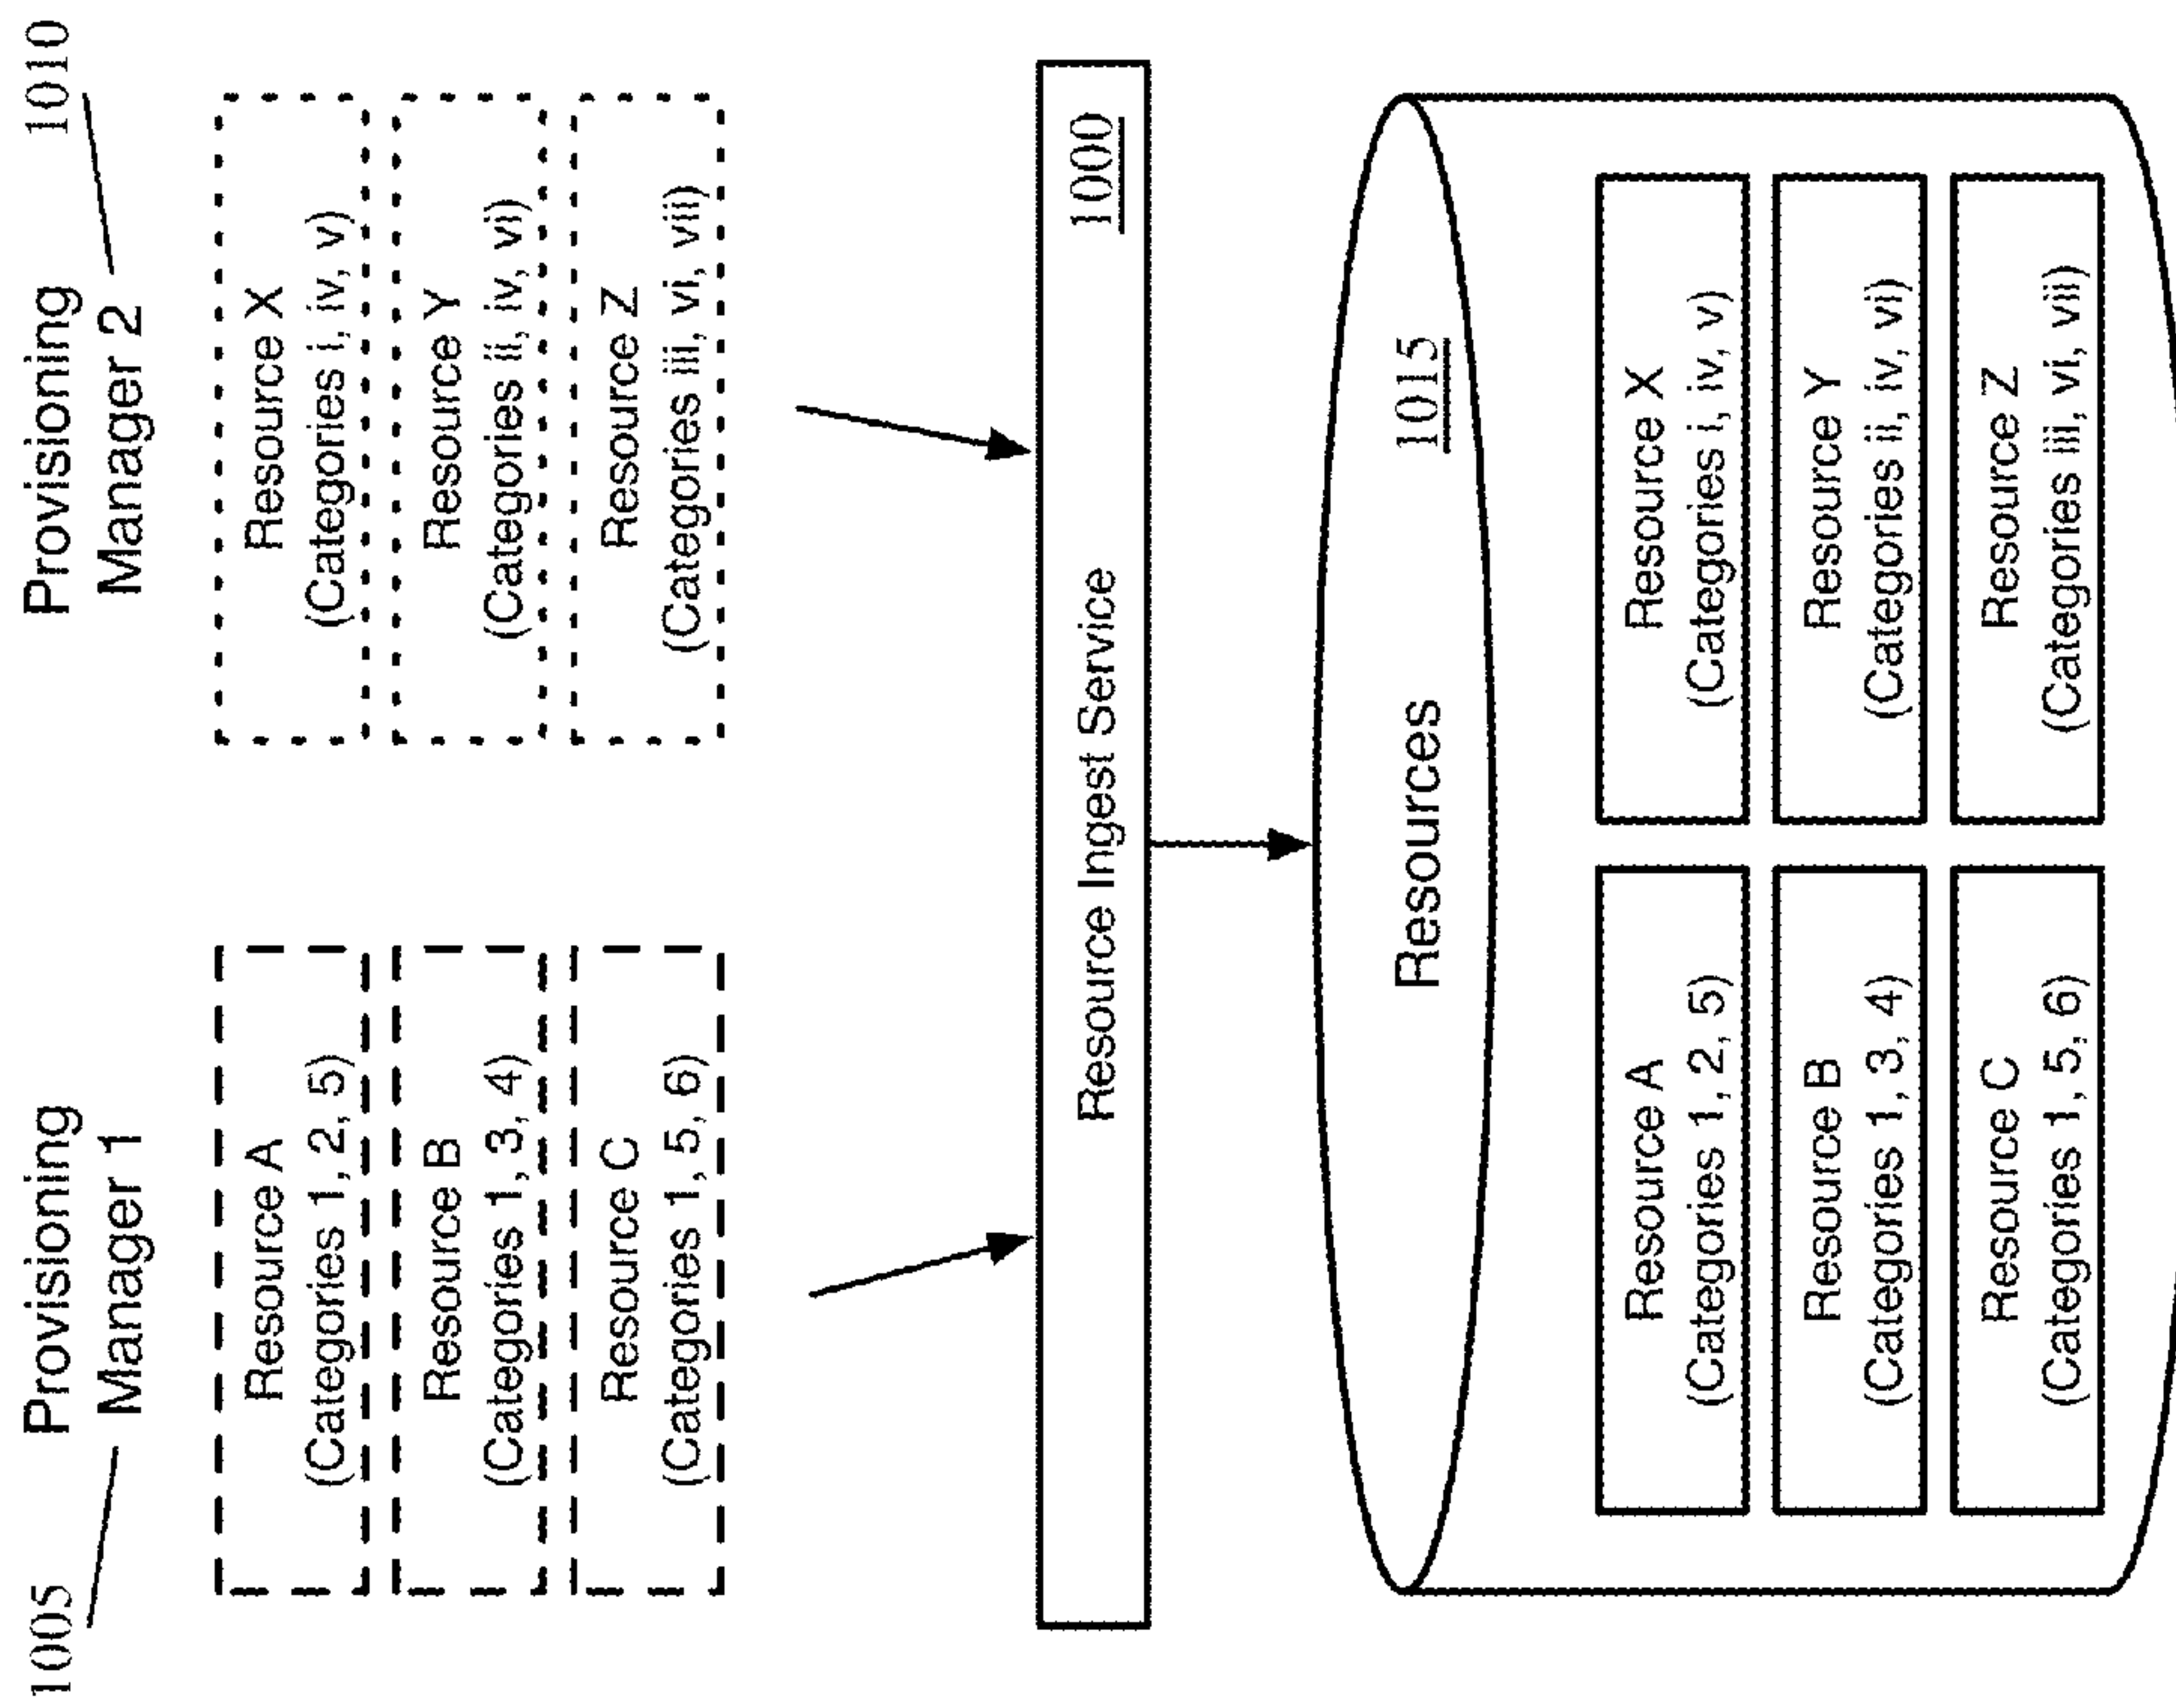 1005
Provisioning
Manager 1
Resource A
(Categories 1, 2, 5)
Resource B
(Categories 1, 3, 4)
Resource C
(Categories 1, 5, 6)
Provisioning
Manager 2
1010
Resource X
(Categories i, iv, v)
Resource Y
(Categories ii, iv, vi)
Resource Z
(Categories iii, vi, vii)
Resource Ingest Service
1000
Resources
1015
Resource A
(Categories 1, 2, 5)
Resource B
(Categories 1, 3, 4)
Resource C
(Categories 1, 5, 6)
Resource X
(Categories i, iv, v)
Resource Y
(Categories ii, iv, vi)
Resource Z
(Categories iii, vi, vii)